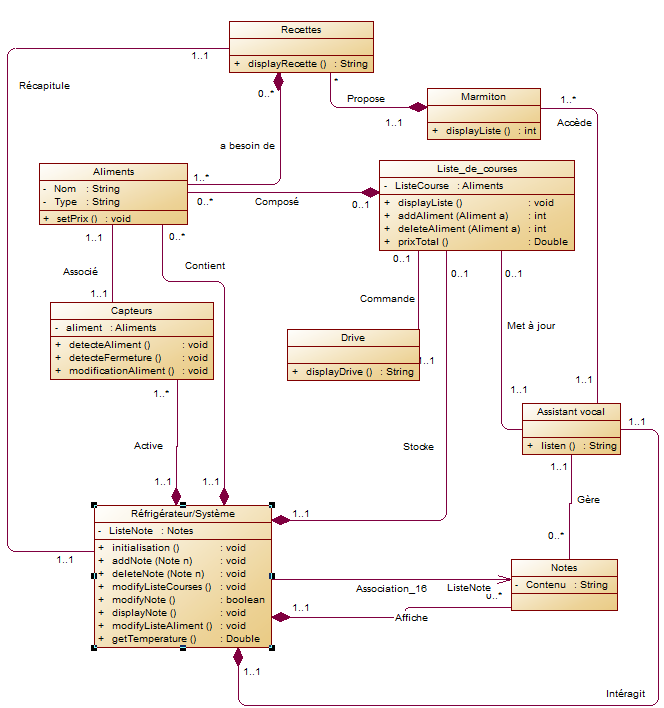 Recettes
+ displayRecette () : String
1..1
Récapitule
0..*
*
Propose
1..1
Marmiton
+ displayListe () : int
1..*
Accède
a besoin de
Aliments
- Nom : String
- Type : String
+ setPrix () : void
1..*
0..*
Composé
0..1
Liste_de_courses
- ListeCourse : Aliments
+ displayListe () : void
+ addAliment (Aliment a) : int
+ deleteAliment (Aliment a) : int
+ prixTotal () : Double
1..1
0..*
Associé
Contient
1..1
0..1
0..1
0..1
Commande
Met à jour
Capteurs
- aliment : Aliments
+ detecteAliment () : void
+ detecteFermeture () : void
+ modificationAliment () : void
Drive
+ displayDrive () : String
1..1
1..1
1..1
1..*
Assistant vocal
+ listen () : String
1..1
1..1
Active
Stocke
1..1
1..1
Gère
0..*
Réfrigérateur/Système
- ListeNote : Notes
+ initialisation () : void
+ addNote (Note n) : void
+ deleteNote (Note n) : void
+ modifyListeCourses () : void
+ modifyNote () : boolean
+ displayNote () : void
+ modifyListeAliment () : void
+ getTemperature () : Double
1..1
1..1
Association_16
ListeNote
0..*
Notes
- Contenu : String
1..1
Affiche
1..1
Intéragit